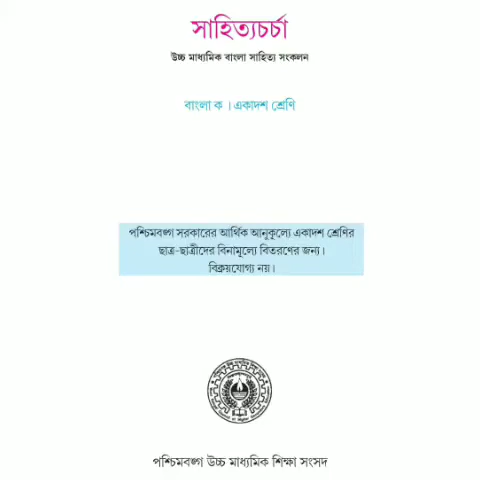 সাহিত্যচর্চা
উচ্চ মাধ্যমিক বাংলা সাহিত্য সংকলন
বাংলা ক । একাদশ শ্রেণি
পশ্চিমবঙ্গ সরকারের আর্থিক আনুকূল্যে একাদশ শ্রেণির
ছাত্র-ছাত্রীদের বিনামূল্যে বিতরণের জন্য।
বিক্রয়যোগ্য নয়।
পশ্চিমবঙ্গ উচ্চ মাধ্যমিক শিক্ষা সংসদ